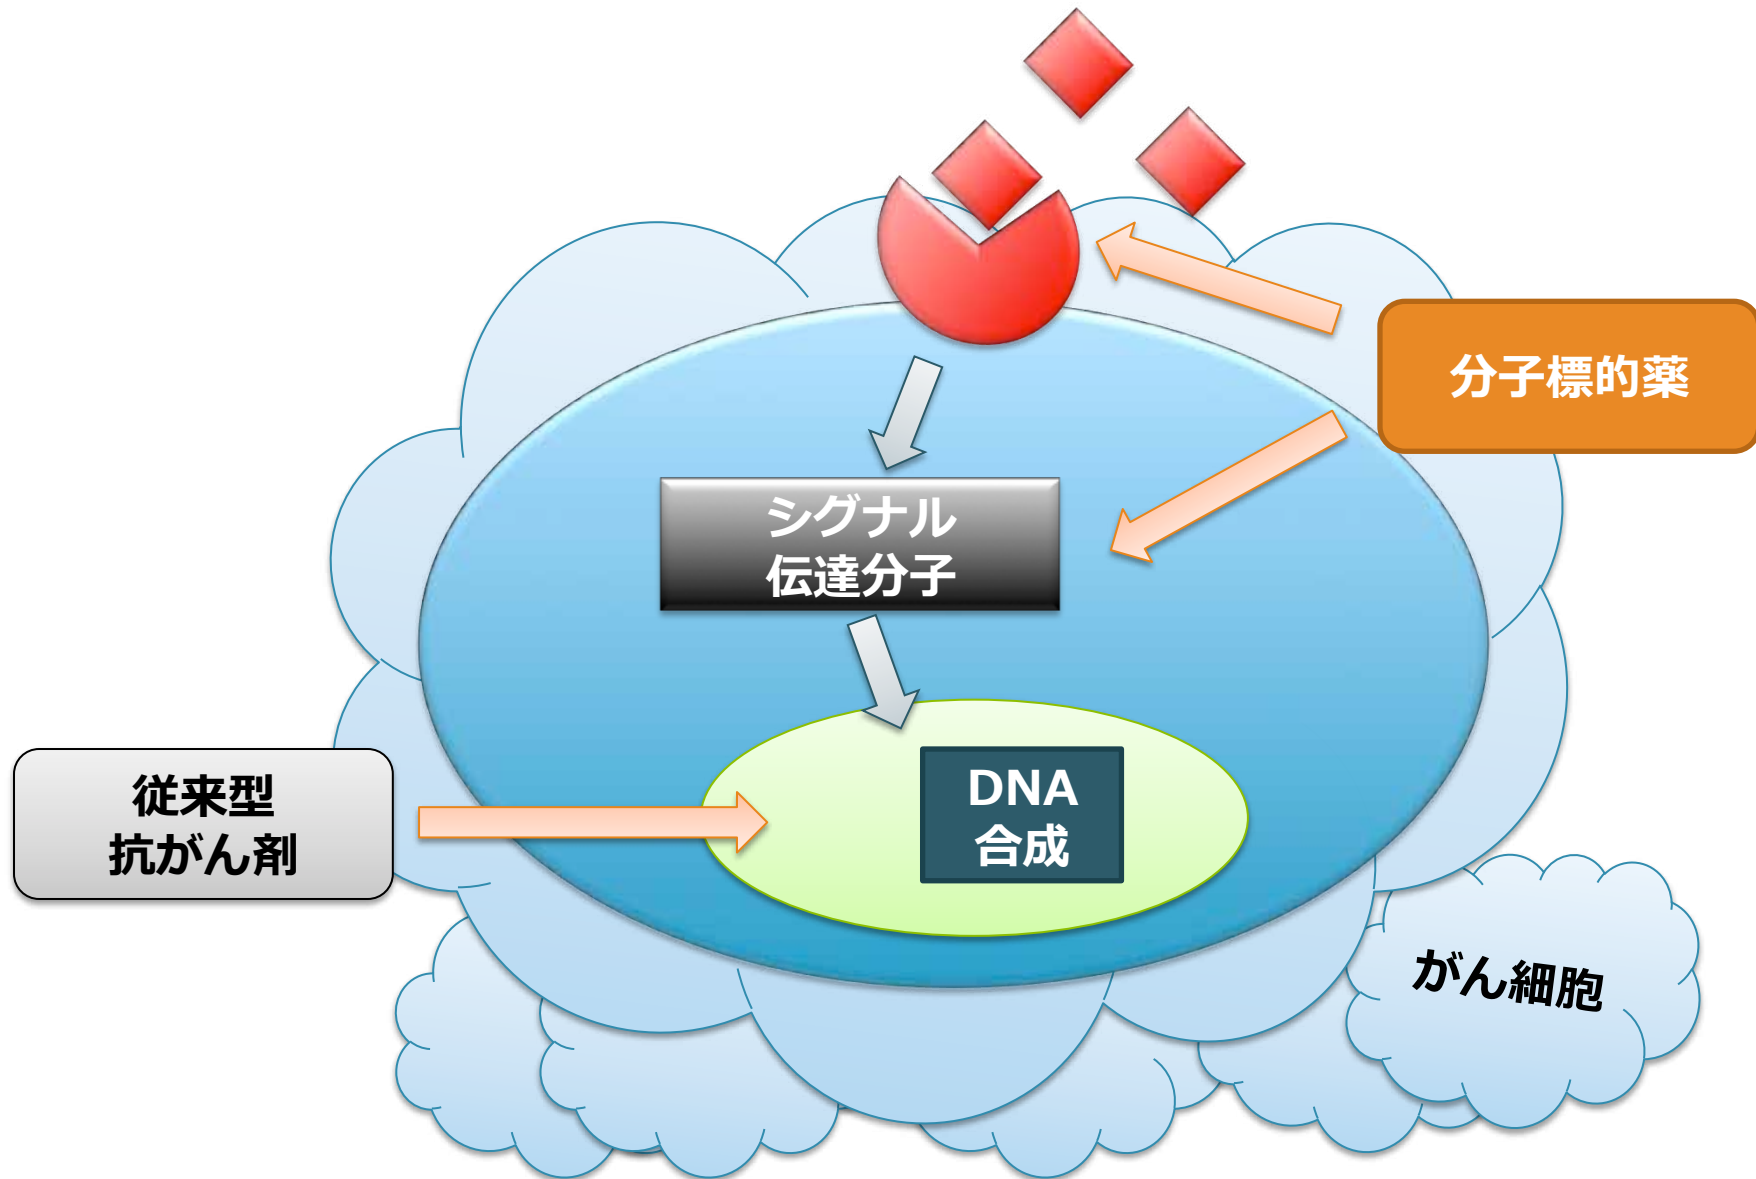 分子標的薬
シグナル
伝達分子
従来型
抗がん剤
DNA
合成
がん細胞